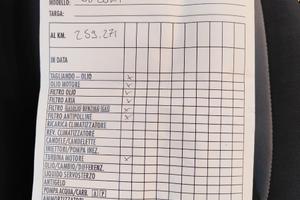 MODELLO:
TARGA:
AL KM. 259.271
IN DATA
TAGLIANDO - OLIO x
OLIO MOTORE x
FILTRO OLIO x
FILTRO ARIA x
FILTRO GASOLIO BENZINA GAS x
FILTRO ANTIPOLLINE x
RICARICA CLIMATIZZATORE
REV. CLIMATIZZATORE
CANDELE/CANDELETTE
INIETTORI/POMPA INIEZ.
TURBINA MOTORE x
OLIO/CAMBIO/DIFFERENZ.
LIQUIDO SERVOSTERZO
ANTIGELO
POMPA ACQUA/CARB. A P
AMMORTIZZATORI